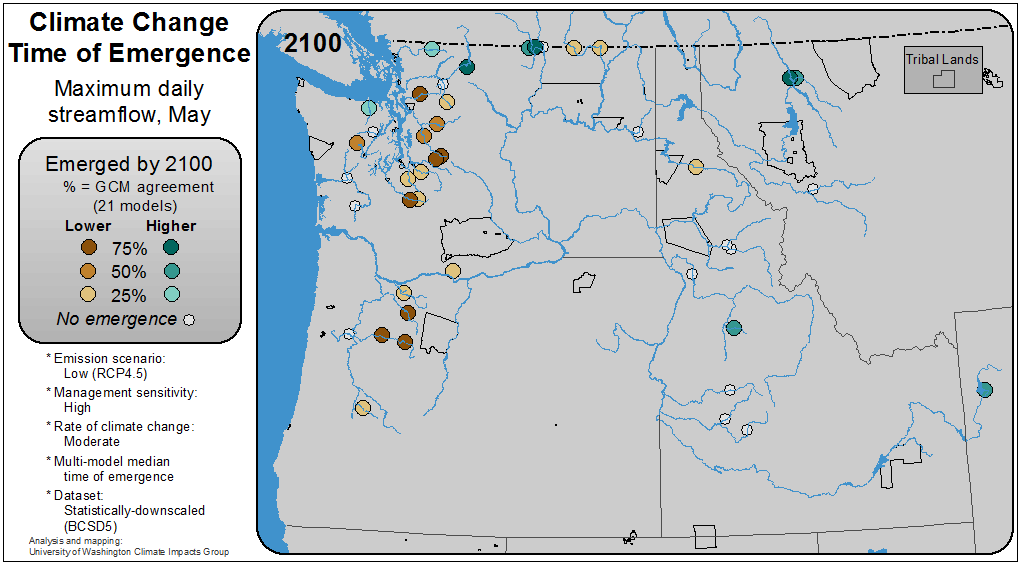 Climate Change
Time of Emergence
Maximum daily
streamflow, May
Emerged by 2100
% = GCM agreement
(21 models)
Lower Higher
75%
50%
25%
No emergence
* Emission scenario:
Low (RCP4.5)
* Management sensitivity:
High
* Rate of climate change:
Moderate
* Multi-model median
time of emergence
* Dataset:
Statistically-downscaled
(BCSD5)
Analysis and mapping:
University of Washington Climate Impacts Group
2100
Tribal Lands